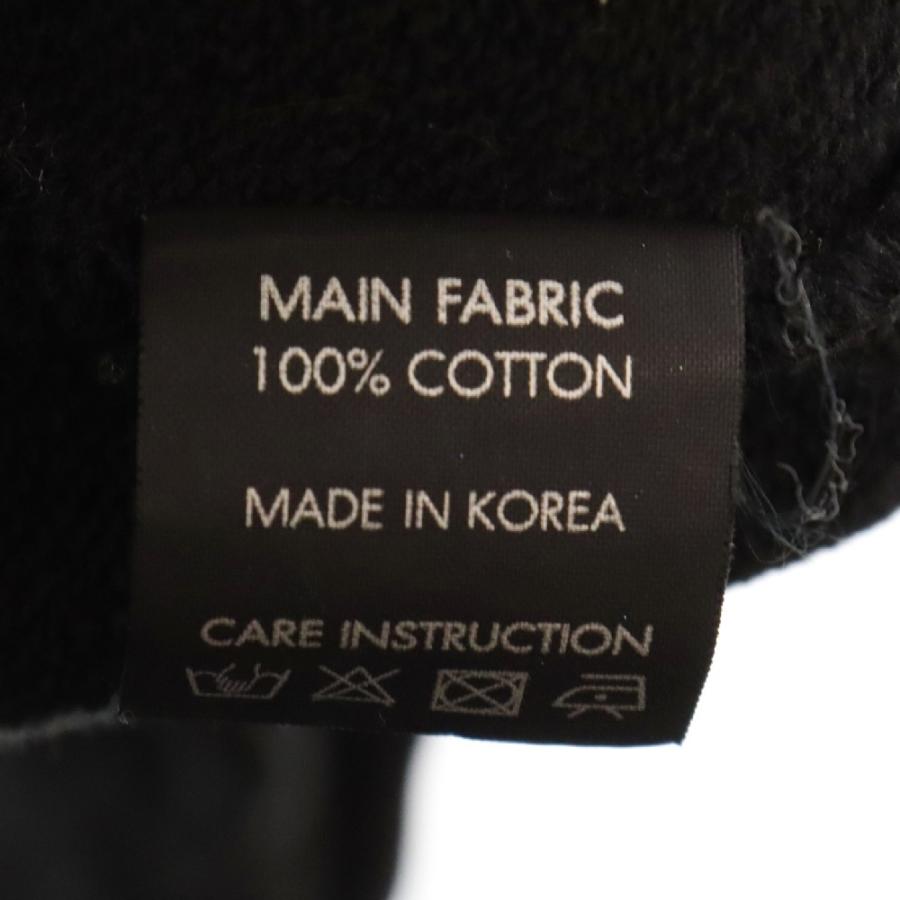 MAIN FABRIC
100% COTTON
MADE IN KOREA
CARE INSTRUCTION